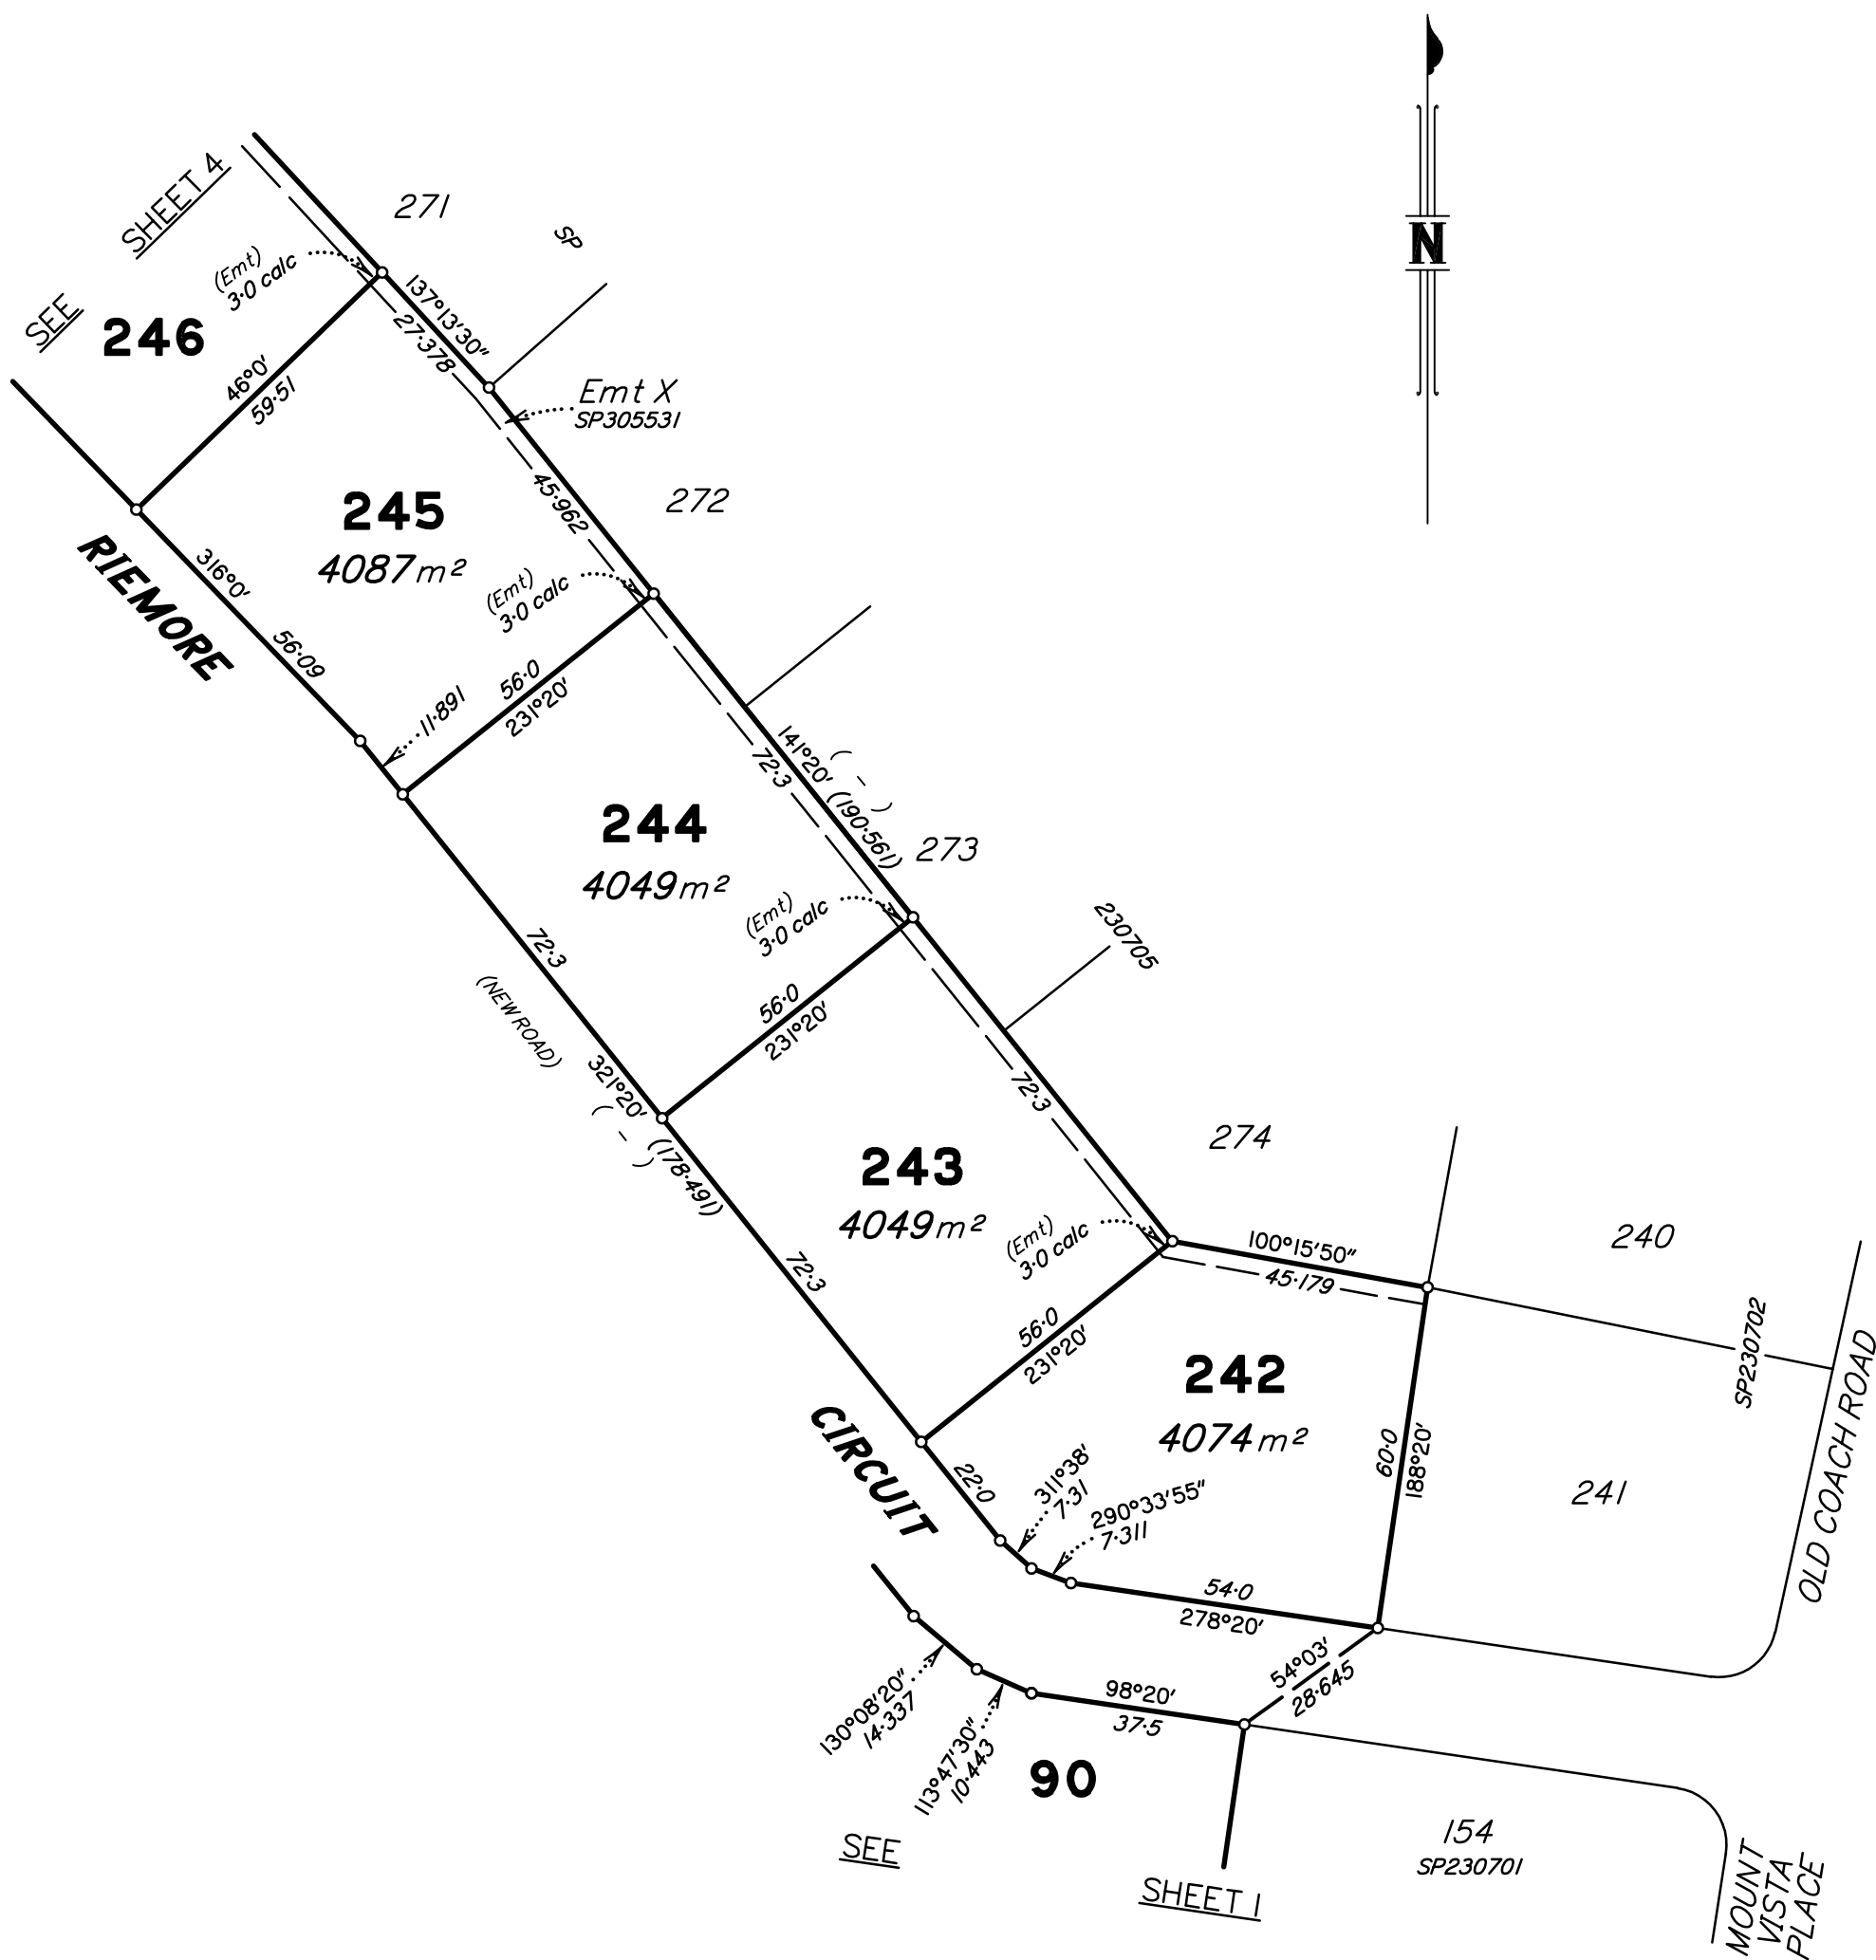 N
SEE
SHEET 4
246
271
SP
(Emt)
3·0 calc
137°13'30"
27·378
46°0'
59·51
Emt X
SP305531
45·962
272
245
4087m²
RIEMORE
316°0'
56·09
(Emt)
3·0 calc
11·891
56·0
231°20'
72·3
141°20'
( - )
(190·561)
244
4049m²
273
(Emt)
3·0 calc
230705
72·3
(NEW ROAD)
56·0
231°20'
321°20'
( - )
(178·491)
72·3
274
243
4049m²
(Emt)
3·0 calc
72·3
100°15'50"
45·179
240
SP230702
OLD COACH ROAD
56·0
231°20'
242
4074m²
60·0
188°20'
241
CIRCUIT
22·0
311°38'
7·31
290°33'55"
7·311
54·0
278°20'
54°03'
28·645
130°08'20"
14·337
113°47'30"
10·443
98°20'
37·5
90
SEE
SHEET 1
154
SP230701
MOUNT
VISTA
PLACE